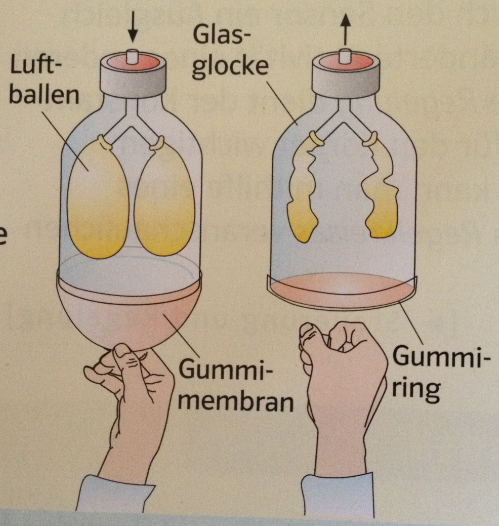 Glas-
glocke
Luft-
ballen
Gummi-
membran
Gummi-
ring